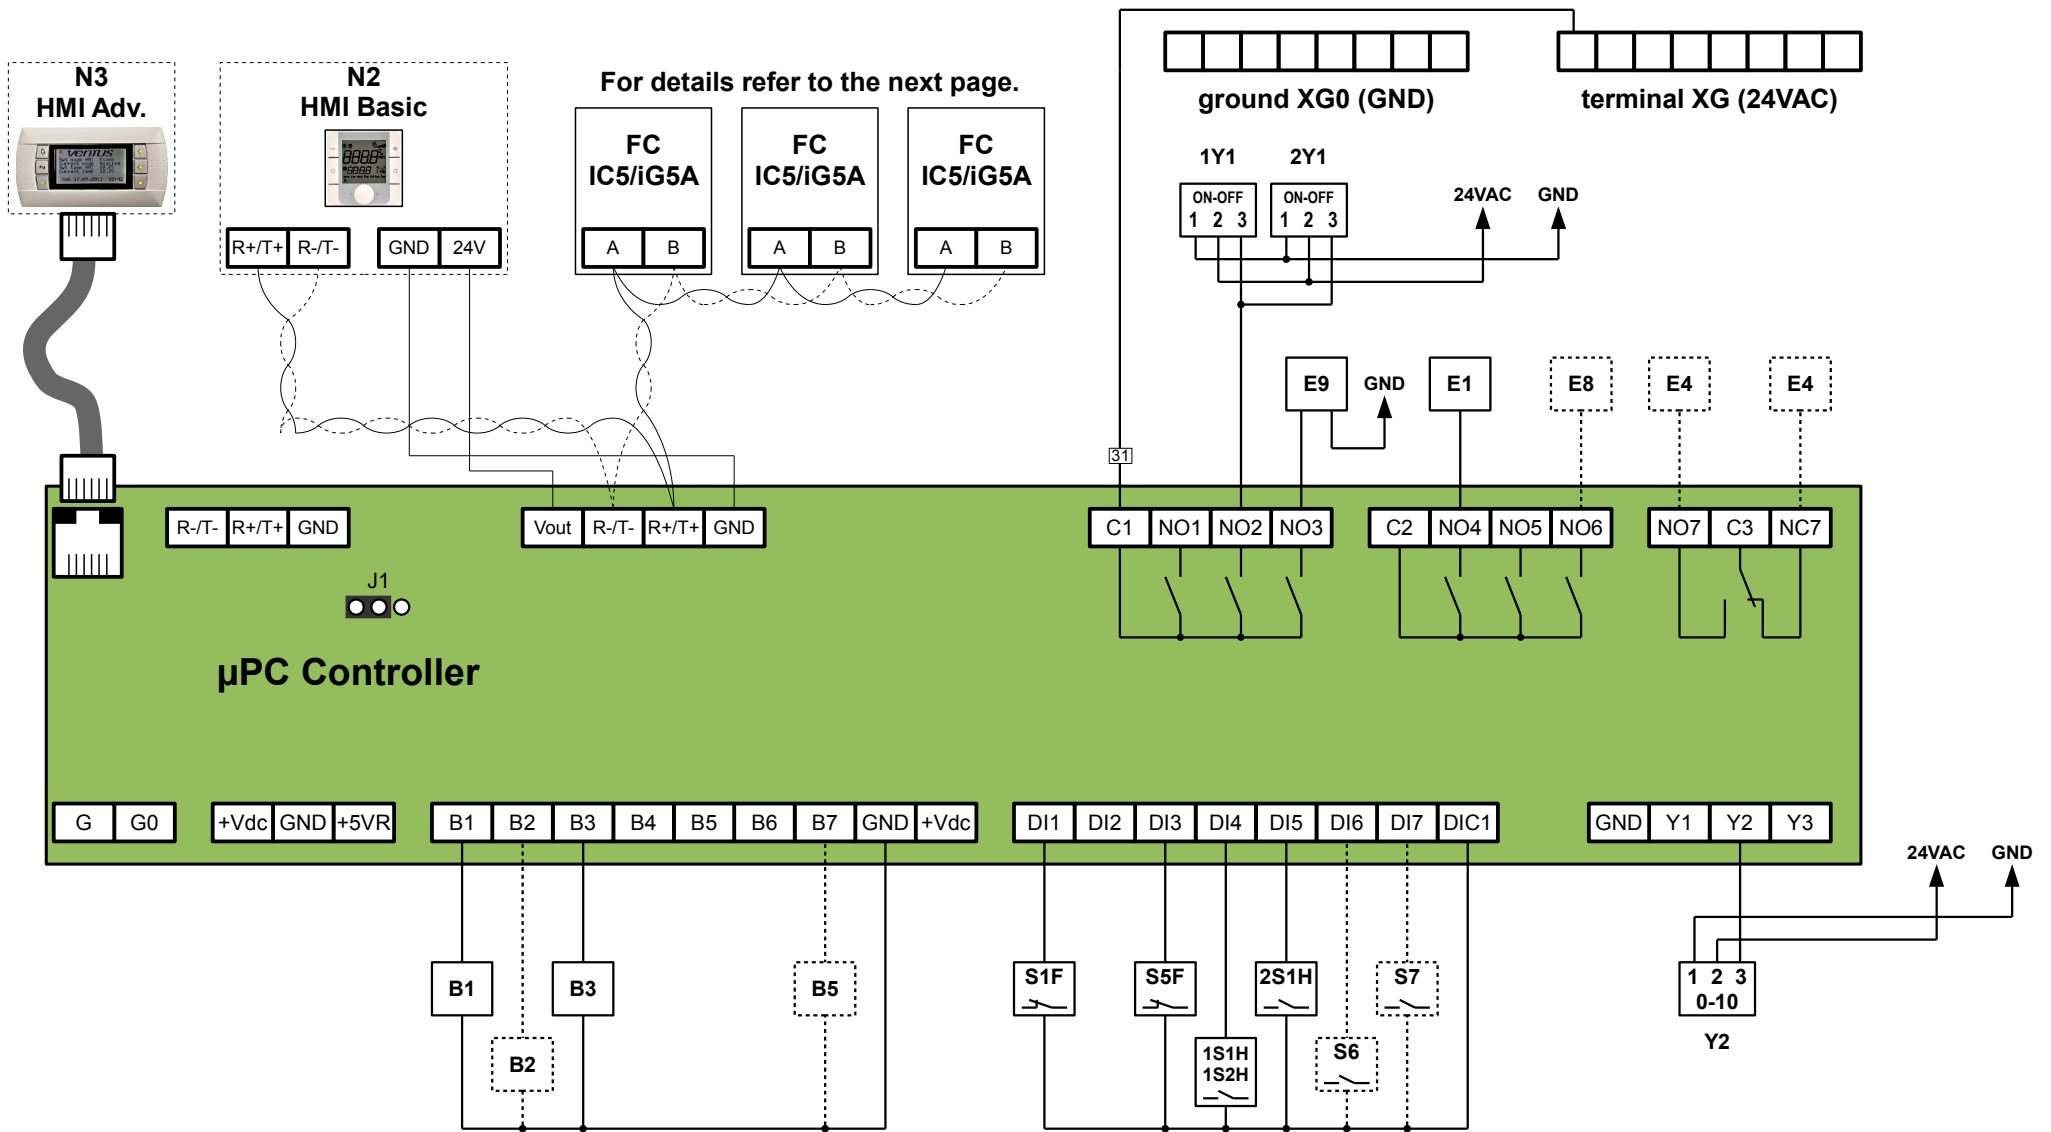 N3
HMI Adv.
ventus
N2
HMI Basic
For details refer to the next page.
FC
IC5/iG5A
FC
IC5/iG5A
FC
IC5/iG5A
ground XG0 (GND)
terminal XG (24VAC)
1Y1
2Y1
ON-OFF
1 2 3
ON-OFF
1 2 3
24VAC
GND
R+/T+ R-/T-
GND 24V
A B
A B
A B
E9
GND
E1
E8
E4
E4
31
R-/T- R+/T+ GND
Vout R-/T- R+/T+ GND
C1 NO1 NO2 NO3
C2 NO4 NO5 NO6
NO7 C3 NC7
J1
µPC Controller
G G0
+Vdc GND +5VR
B1 B2 B3 B4 B5 B6 B7 GND +Vdc
DI1 DI2 DI3 DI4 DI5 DI6 DI7 DIC1
GND Y1 Y2 Y3
24VAC
GND
B1
B2
B3
B5
S1F
S5F
1S1H
1S2H
2S1H
S6
S7
1 2 3
0-10
Y2